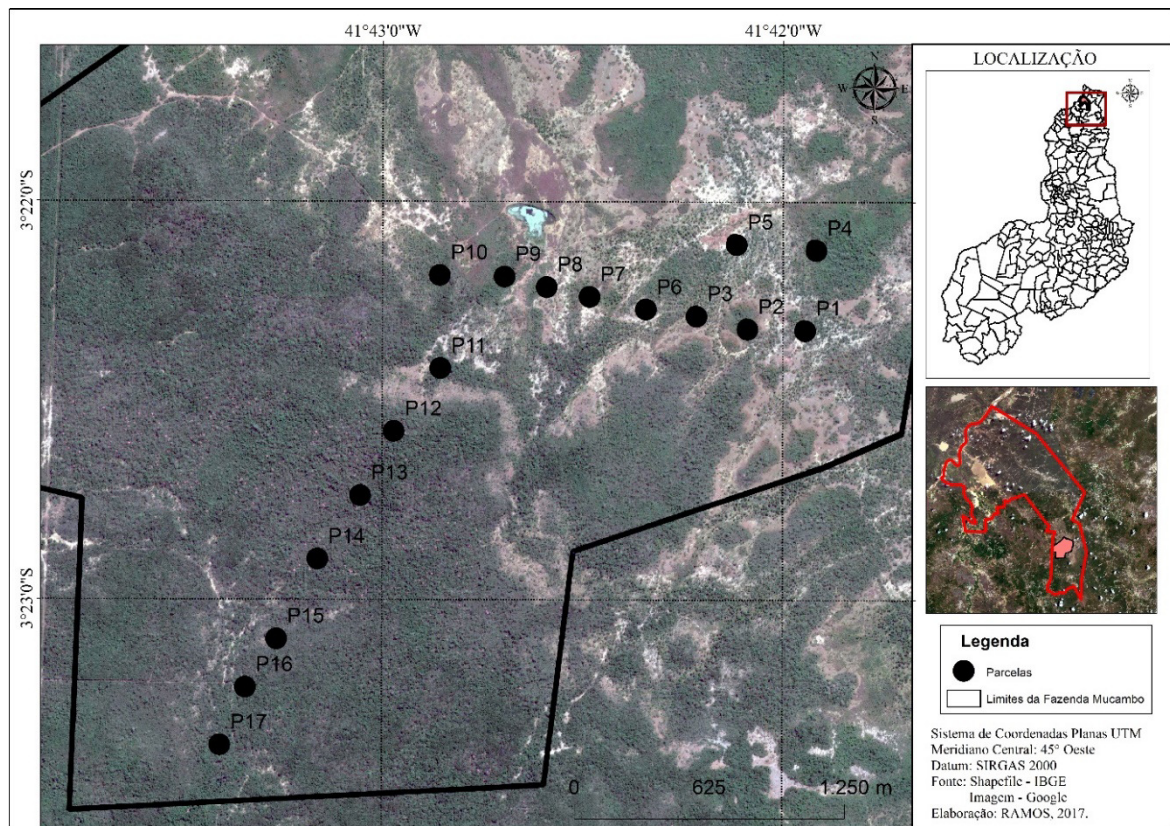 41°43'0"W
41°42'0"W
3°22'0"S
3°23'0"S
N
W E
S
P5
P4
P10
P9
P8
P7
P6
P3
P2
P1
P11
P12
P13
P14
P15
P16
P17
0 625 1.250 m
LOCALIZAÇÃO
Legenda
Parcelas
Limites da Fazenda Mucambo
Sistema de Coordenadas Planas UTM
Meridiano Central: 45° Oeste
Datum: SIRGAS 2000
Fonte: Shapefile - IBGE
Imagem - Google
Elaboração: RAMOS, 2017.